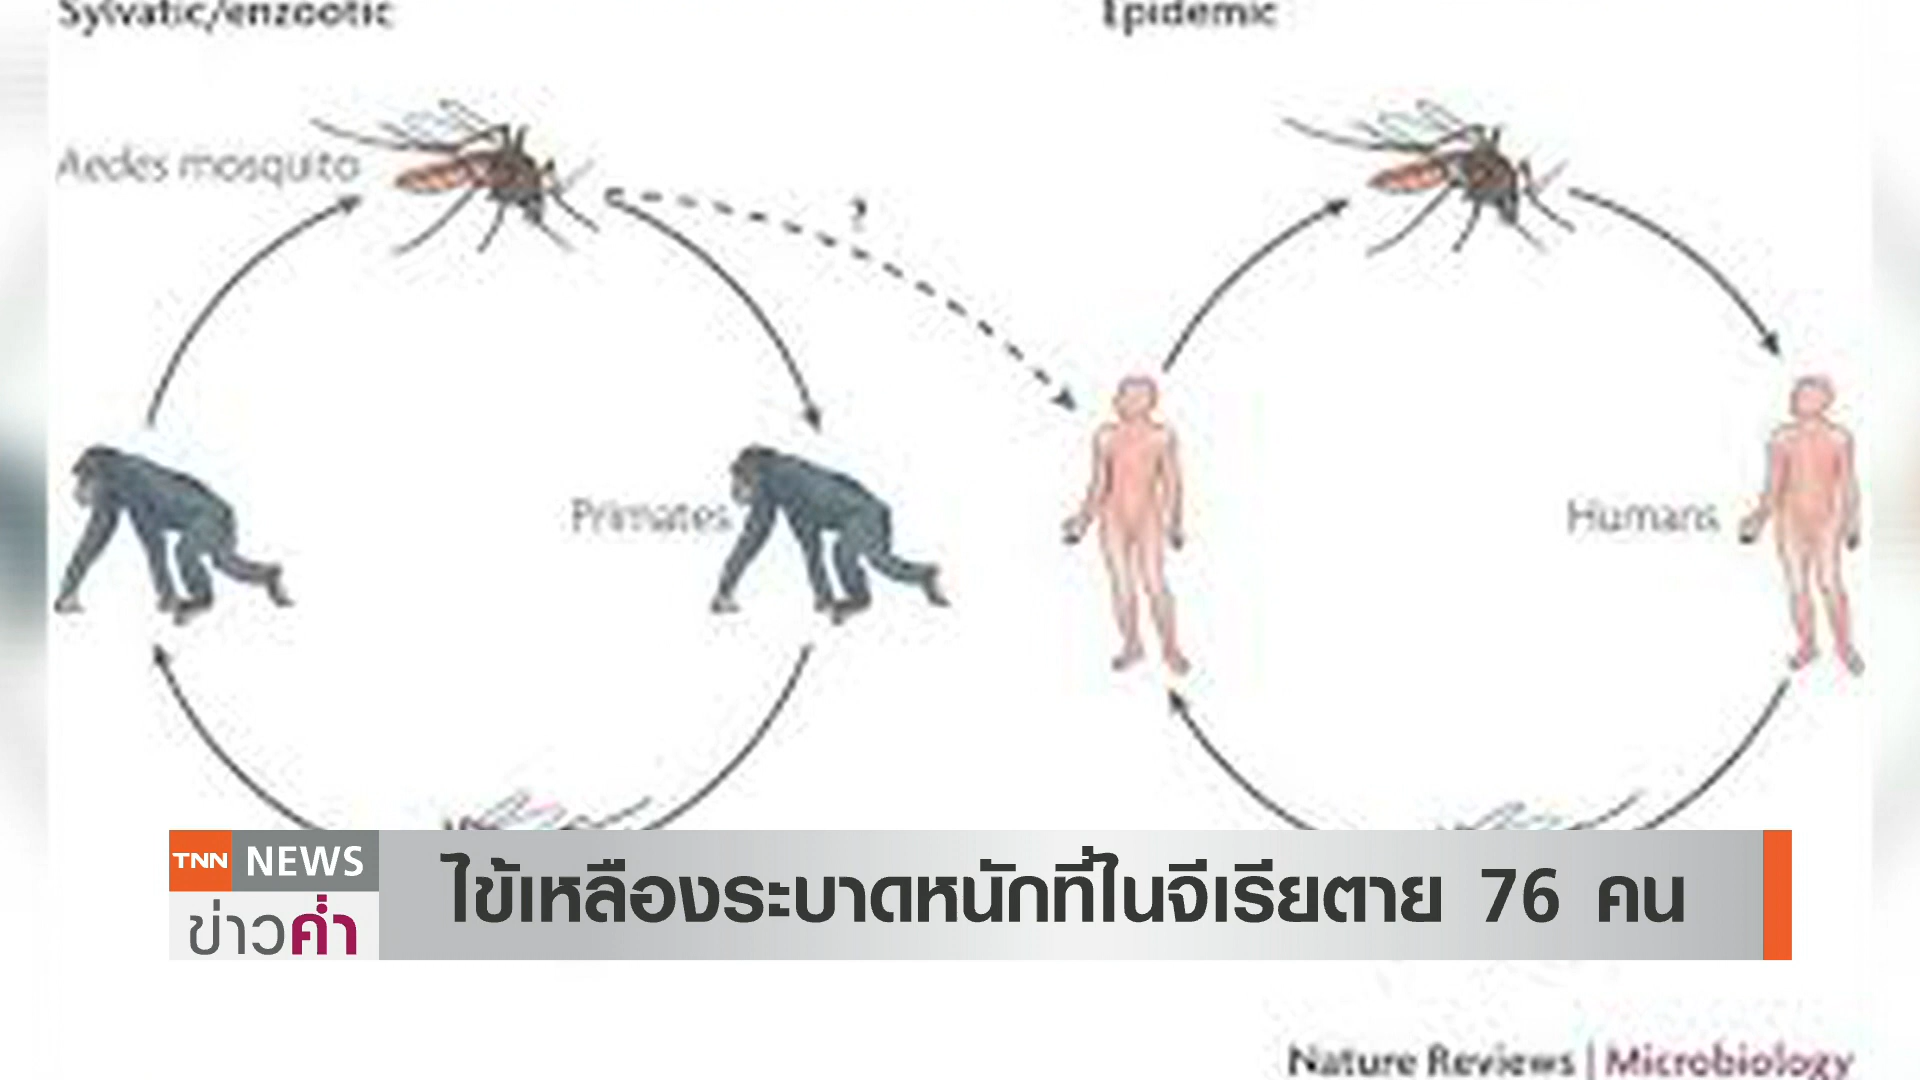 Sylvatic/enzootic
Epidemic
Aedes mosquito
?
Primates
Humans
TNN NEWS
ข่าวค่ำ
ไข้เหลืองระบาดหนักที่ไนจีเรียตาย 76 คน
Nature Reviews | Microbiology